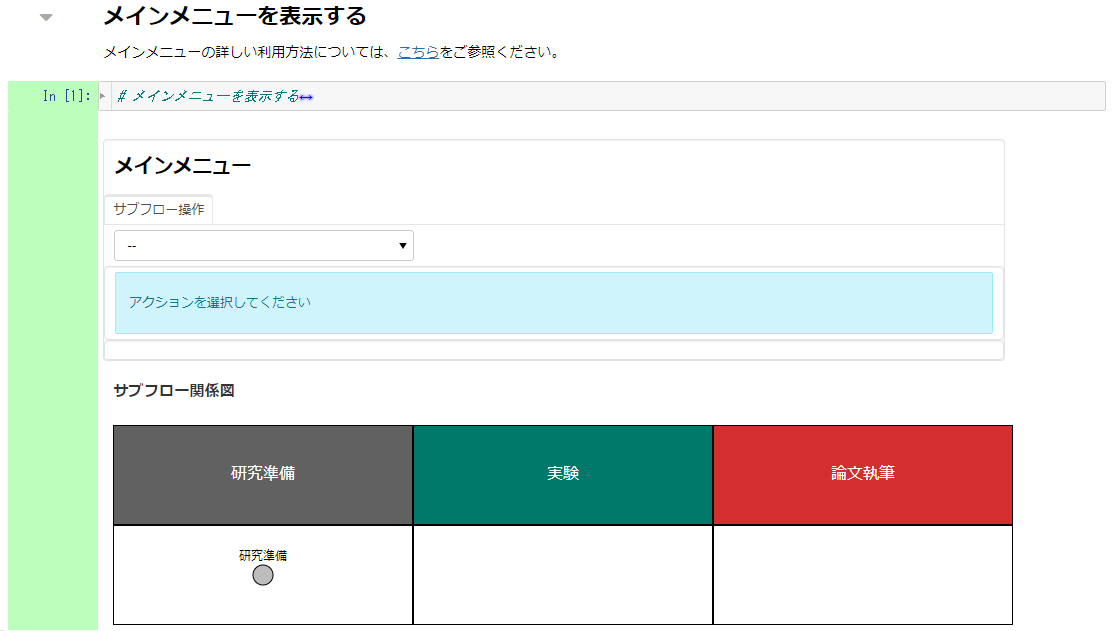 メインメニューを表示する
メインメニューの詳しい利用方法については、こちらをご参照ください。
In [1]: # メインメニューを表示する
メインメニュー
サブフロー操作
--
アクションを選択してください
サブフロー関係図
研究準備 実験 論文執筆
研究準備